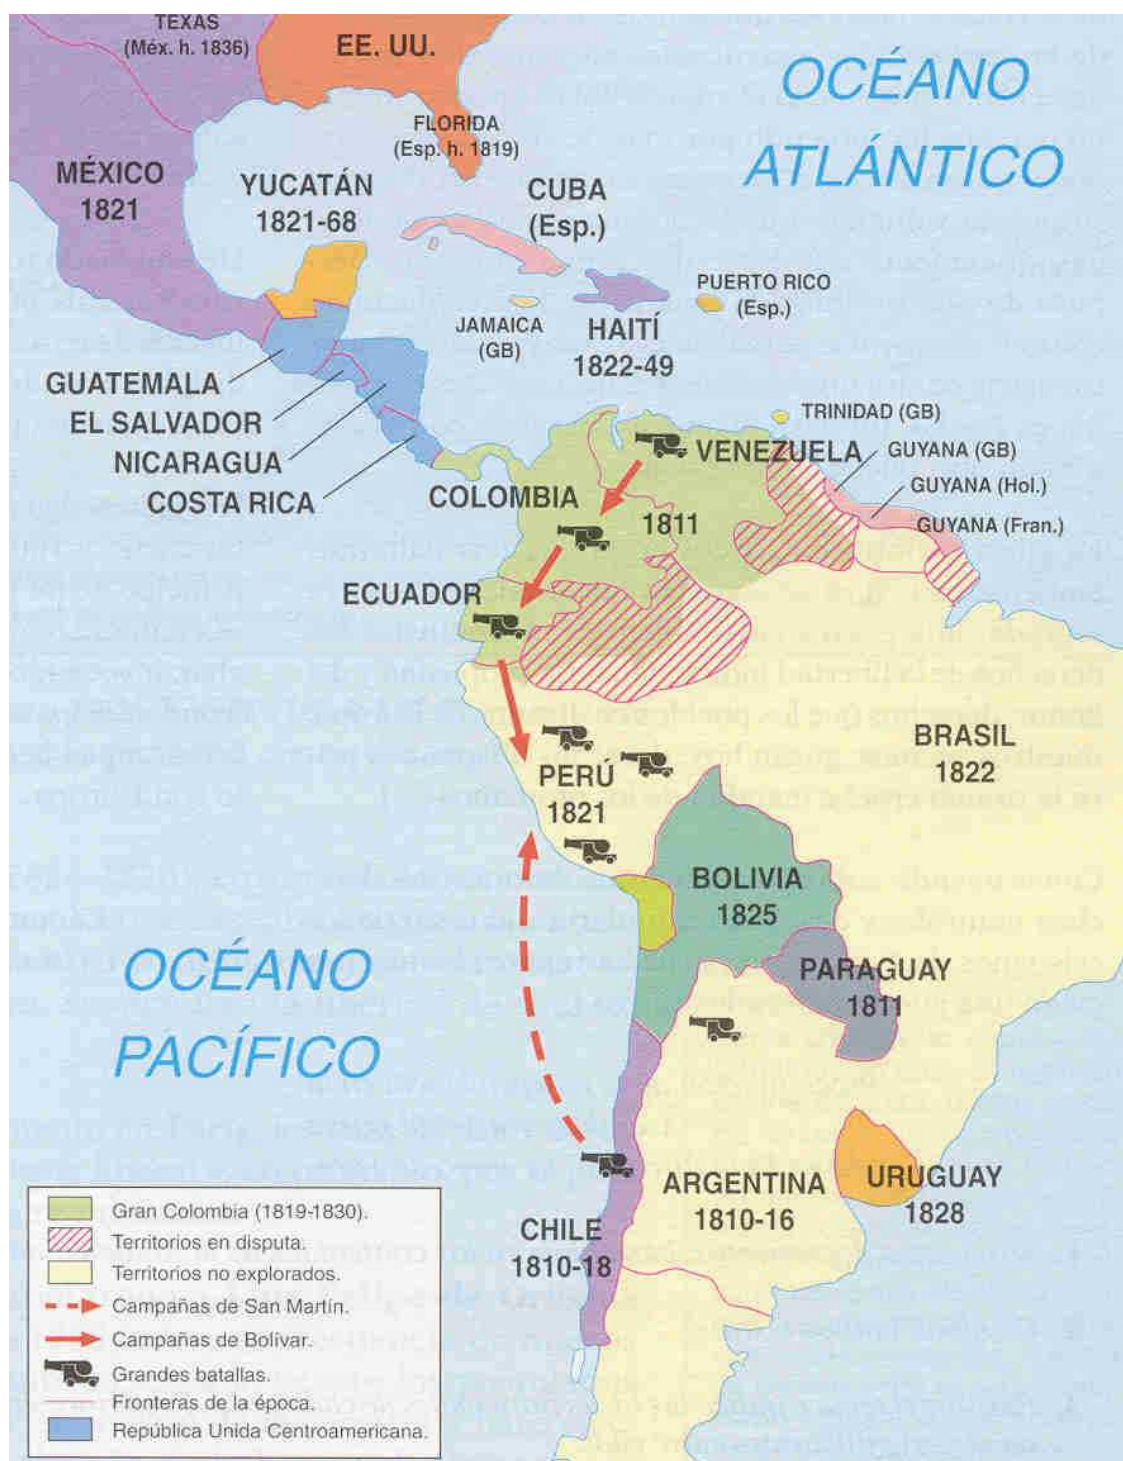 TEXAS
(Méx. h. 1836)
EE. UU.
OCÉANO
ATLÁNTICO
FLORIDA
(Esp. h. 1819)
MÉXICO
1821
YUCATÁN
1821-68
CUBA
(Esp.)
PUERTO RICO
(Esp.)
JAMAICA
(GB)
HAITÍ
1822-49
GUATEMALA
EL SALVADOR
NICARAGUA
COSTA RICA
TRINIDAD (GB)
VENEZUELA
GUYANA (GB)
GUYANA (Hol.)
GUYANA (Fran.)
COLOMBIA
1811
ECUADOR
BRASIL
1822
PERÚ
1821
BOLIVIA
1825
PARAGUAY
1811
OCÉANO
PACÍFICO
ARGENTINA
1810-16
URUGUAY
1828
CHILE
1810-18
Gran Colombia (1819-1830).
Territorios en disputa.
Territorios no explorados.
Campañas de San Martín.
Campañas de Bolívar.
Grandes batallas.
Fronteras de la época.
República Unida Centroamericana.